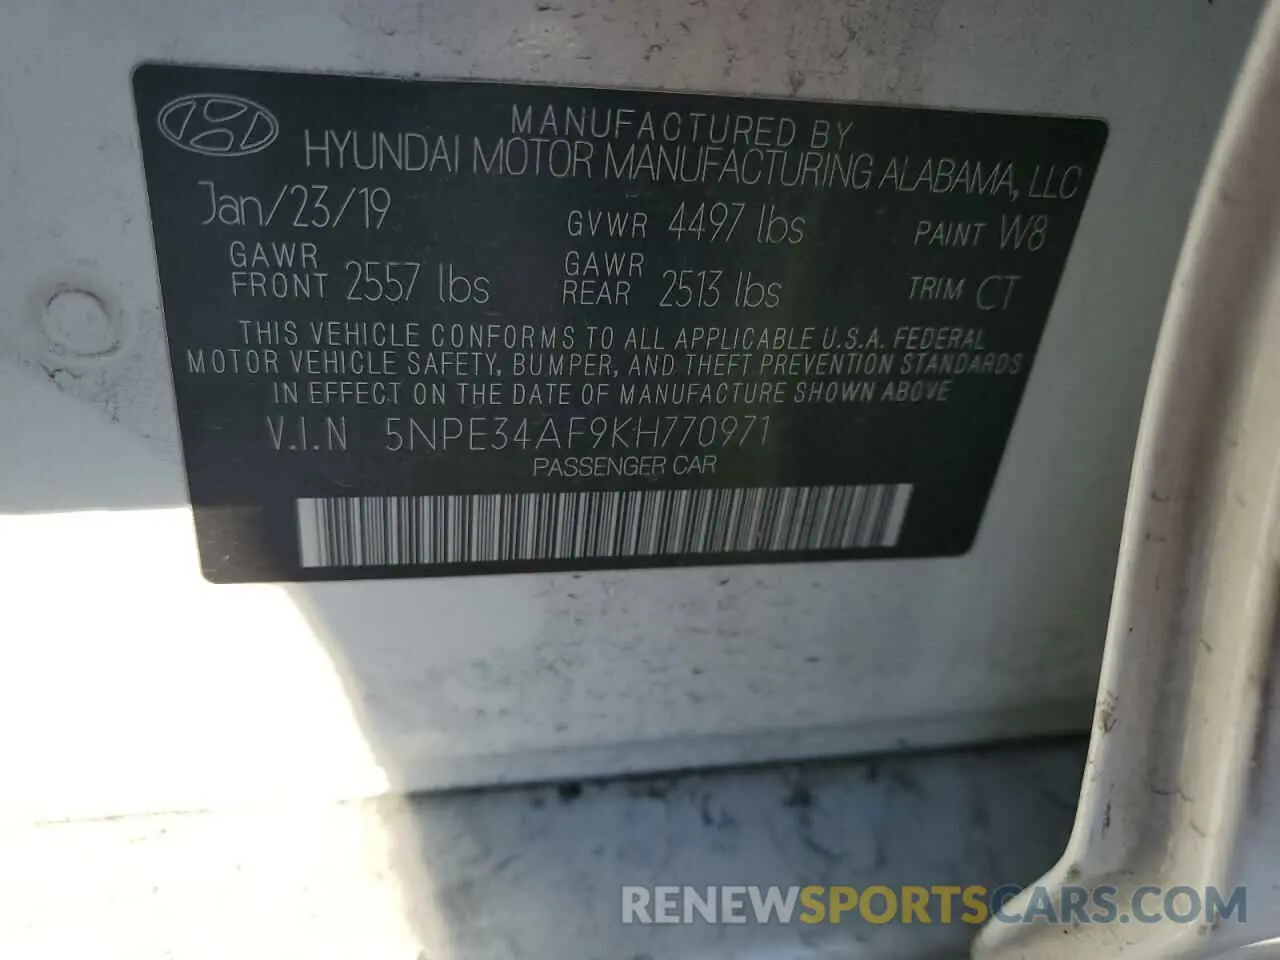 MANUFACTURED BY
HYUNDAI MOTOR MANUFACTURING ALABAMA, LLC
Jan/23/19 GVWR 4497 lbs PAINT W8
GAWR FRONT 2557 lbs GAWR REAR 2513 lbs TRIM CT
THIS VEHICLE CONFORMS TO ALL APPLICABLE U.S.A. FEDERAL
MOTOR VEHICLE SAFETY, BUMPER, AND THEFT PREVENTION STANDARDS
IN EFFECT ON THE DATE OF MANUFACTURE SHOWN ABOVE
V.I.N 5NPE34AF9KH770971
PASSENGER CAR
RENEWSPORTSCARS.COM